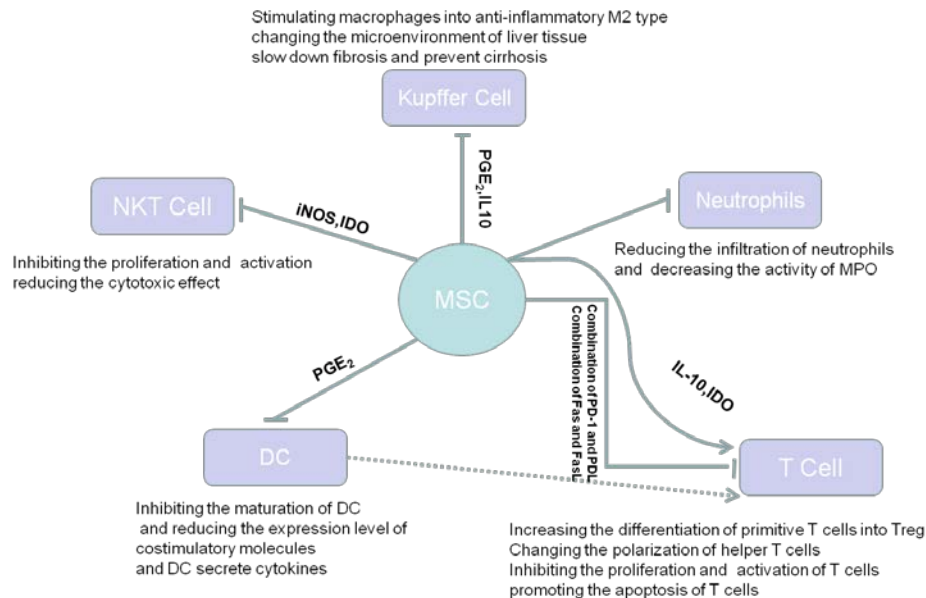 Stimulating macrophages into anti-inflammatory M2 type
changing the microenvironment of liver tissue
slow down fibrosis and prevent cirrhosis
Kupffer Cell
PGE₂,IL10
NKT Cell
iNOS,IDO
Inhibiting the proliferation and activation
reducing the cytotoxic effect
Neutrophils
Reducing the infiltration of neutrophils
and decreasing the activity of MPO
MSC
PGE₂
Combination of PD-1 and PDL
Combination of Fas and FasL
IL-10,IDO
DC
Inhibiting the maturation of DC
and reducing the expression level of
costimulatory molecules
and DC secrete cytokines
T Cell
Increasing the differentiation of primitive T cells into Treg
Changing the polarization of helper T cells
Inhibiting the proliferation and activation of T cells
promoting the apoptosis of T cells